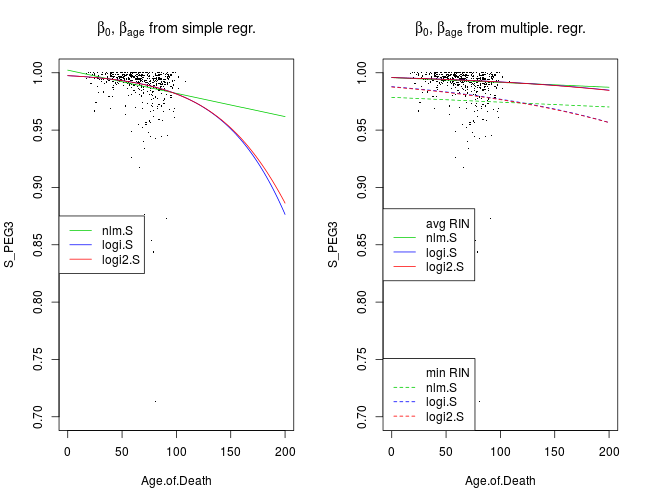 β0, βage from simple regr.
S_PEG3
1.00
0.95
0.90
0.85
0.80
0.75
0.70
nlm.S
logi.S
logi2.S
0 50 100 150 200
Age.of.Death
β0, βage from multiple. regr.
S_PEG3
1.00
0.95
0.90
0.85
0.80
0.75
0.70
avg RIN
nlm.S
logi.S
logi2.S
min RIN
nlm.S
logi.S
logi2.S
0 50 100 150 200
Age.of.Death